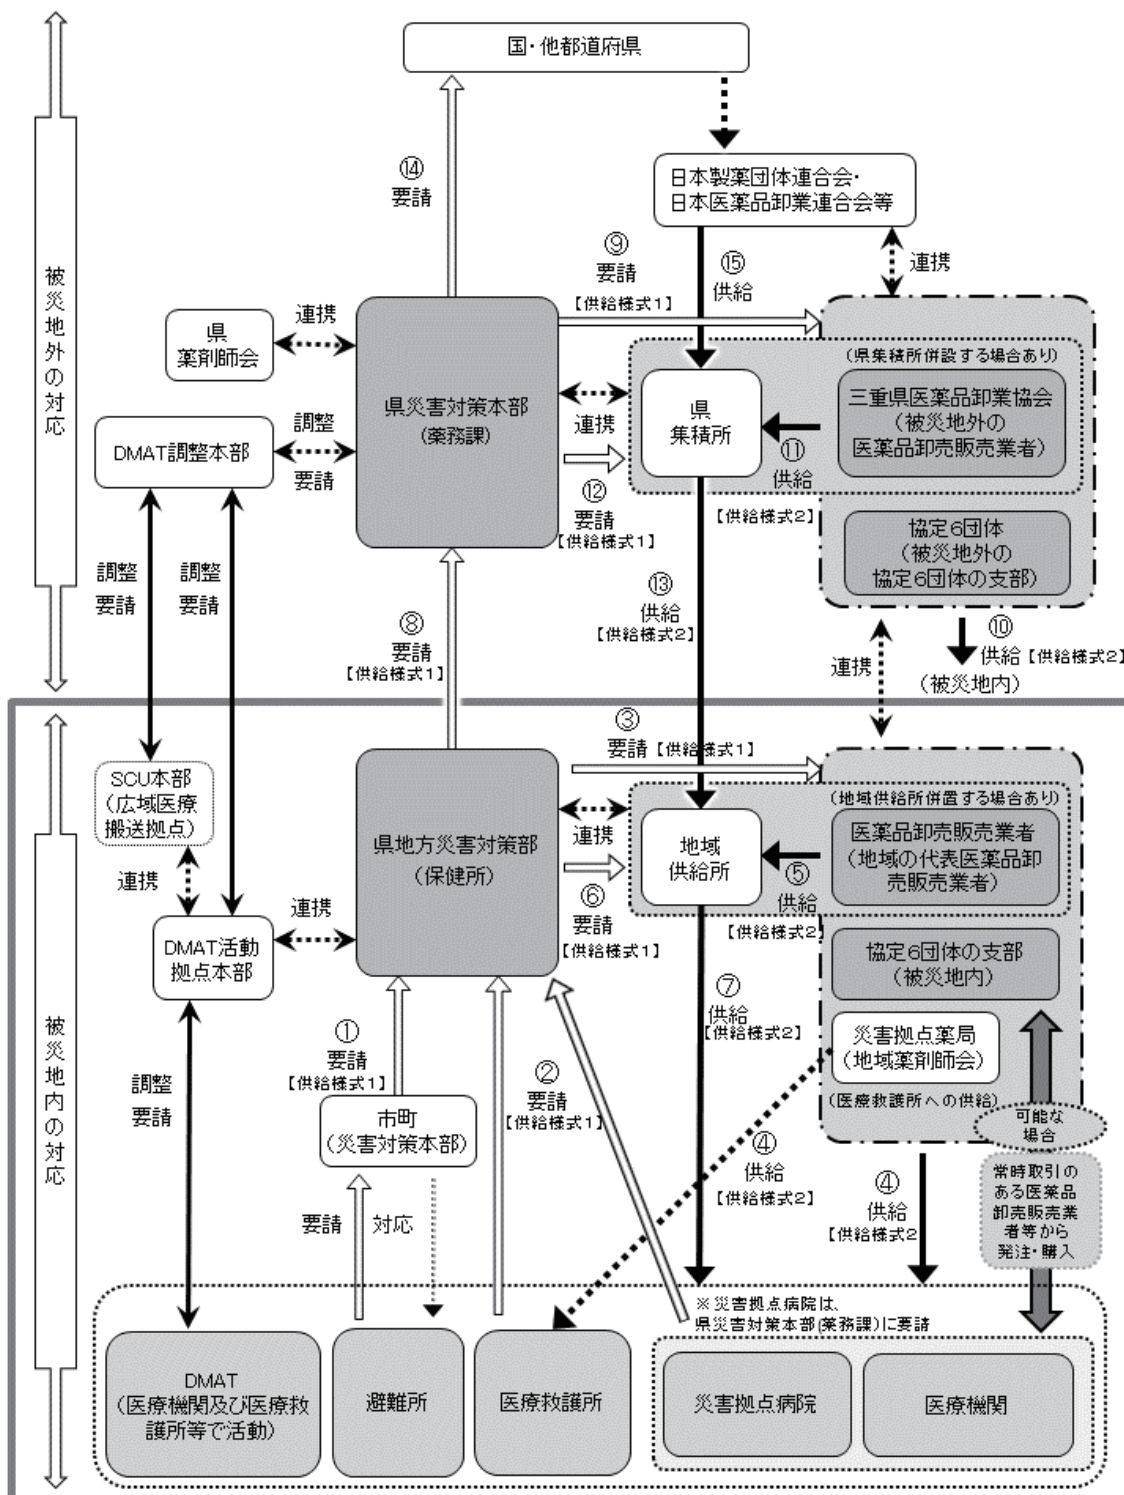 国・他都道府県
日本製薬団体連合会・
日本医薬品卸業連合会等
⑭
要請
⑨
要請
【供給様式1】
⑮
供給
連携
被災地外の対応
県
薬剤師会
連携
県災害対策本部
(薬務課)
DMAT調整本部
調整
要請
連携
(県集積所併設する場合あり)
県
集積所
三重県医薬品卸業協会
(被災地外の
医薬品卸売販売業者)
⑪
供給
【供給様式2】
⑫
要請
【供給様式1】
協定6団体
(被災地外の
協定6団体の支部)
調整
要請
調整
要請
⑬
供給
【供給様式2】
⑧
要請
【供給様式1】
連携
⑩
供給【供給様式2】
(被災地内)
③
要請【供給様式1】
SCU本部
(広域医療
搬送拠点)
県地方災害対策部
(保健所)
連携
(地域供給所併置する場合あり)
地域
供給所
医薬品卸売販売業者
(地域の代表医薬品卸
売販売業者)
⑤
供給
【供給様式2】
⑥
要請
【供給様式1】
連携
連携
DMAT活動
拠点本部
協定6団体の支部
(被災地内)
被災地内の対応
①
要請
【供給様式1】
⑦
供給
【供給様式2】
災害拠点薬局
(地域薬剤師会)
(医療救護所への供給)
調整
要請
②
要請
【供給様式1】
市町
(災害対策本部)
可能な
場合
④
供給
【供給様式2】
④
供給
【供給様式2
常時取引の
ある医薬品
卸売販売業
者等から
発注・購入
要請
対応
※災害拠点病院は、
県災害対策本部(薬務課)に要請
DMAT
(医療機関及び医療救
護所等で活動)
避難所
医療救護所
災害拠点病院
医療機関